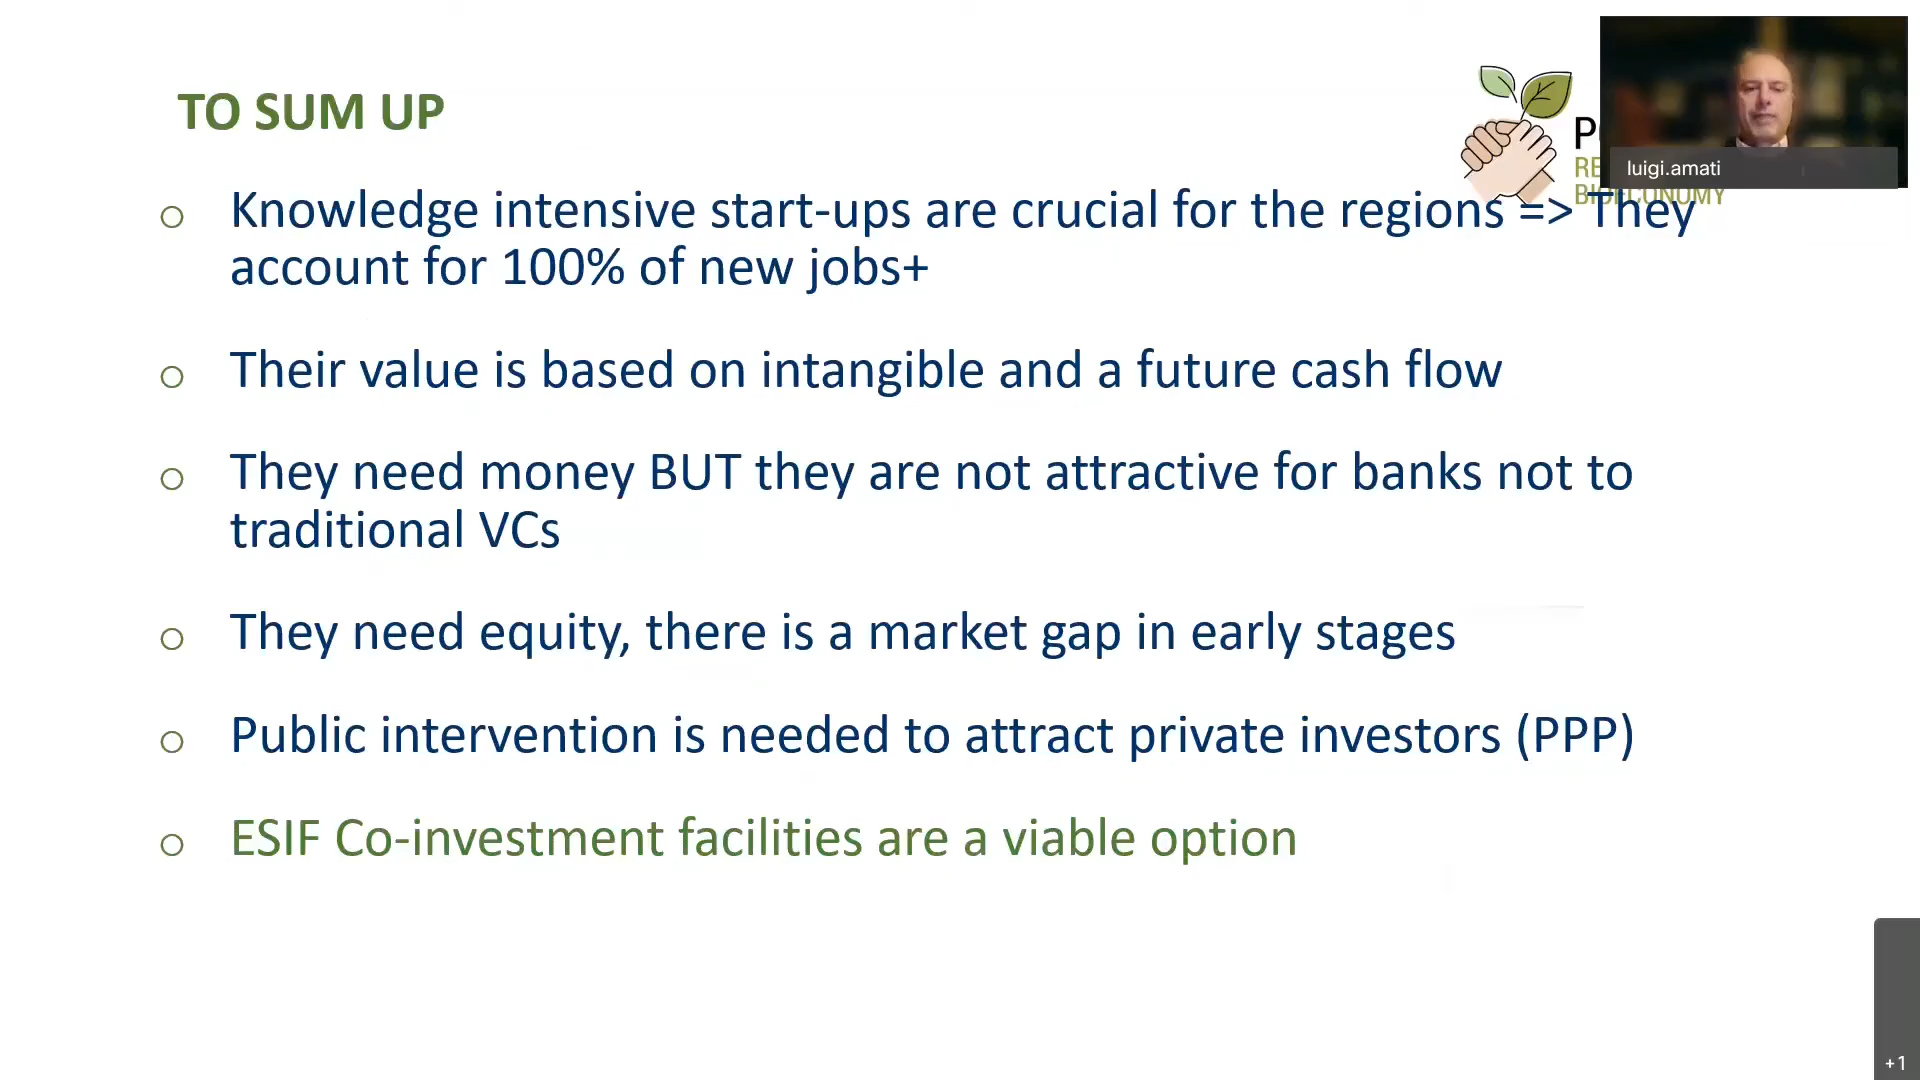 TO SUM UP
luigi.amati
BIOECONOMY
Knowledge intensive start-ups are crucial for the regions => They
account for 100% of new jobs+
Their value is based on intangible and a future cash flow
They need money BUT they are not attractive for banks not to
traditional VCs
They need equity, there is a market gap in early stages
Public intervention is needed to attract private investors (PPP)
ESIF Co-investment facilities are a viable option
+1